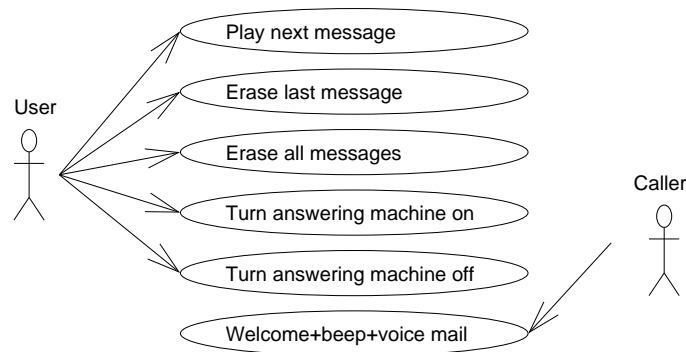 Play next message
Erase last message
User
Erase all messages
Caller
Turn answering machine on
Turn answering machine off
Welcome+beep+voice mail